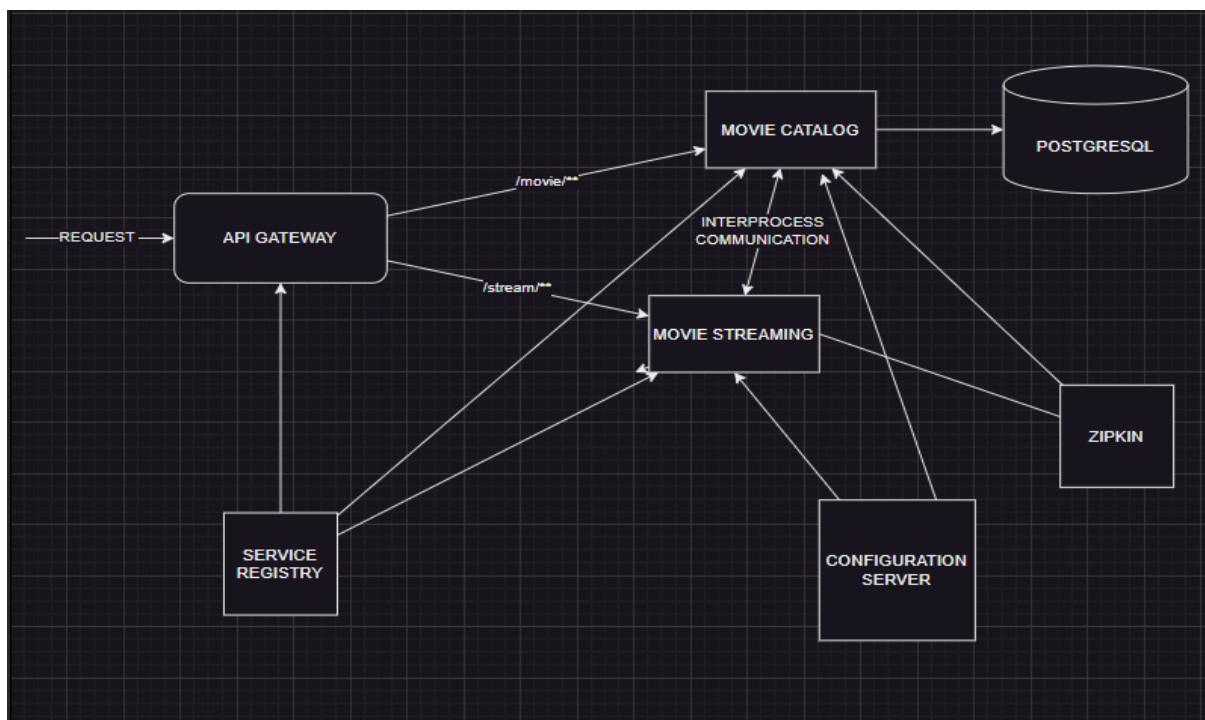 MOVIE CATALOG
POSTGRESQL
/movie/**
REQUEST
API GATEWAY
INTERPROCESS
COMMUNICATION
/stream/**
MOVIE STREAMING
ZIPKIN
SERVICE
REGISTRY
CONFIGURATION
SERVER